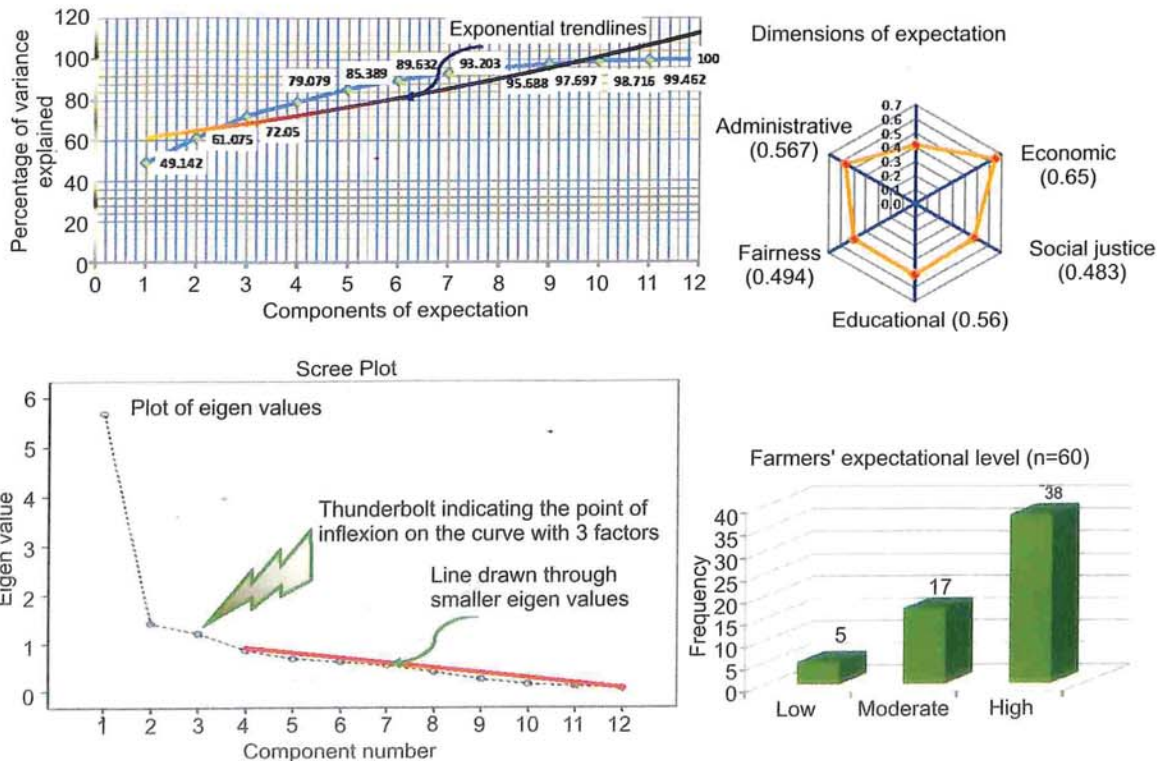 Exponential trendlines
Percentage of variance
explained
120
100
80
60
40
20
0
49.142
61.075
72.05
79.079
85.389
89.632
93.203
95.688
97.597
98.716
99.462
100
0 1 2 3 4 5 6 7 8 9 10 11 12
Components of expectation
Dimensions of expectation
0.7
0.6
0.5
0.4
0.3
0.2
0.1
0.0
Administrative
(0.567)
Economic
(0.65)
Fairness
(0.494)
Social justice
(0.483)
Educational (0.56)
Scree Plot
Plot of eigen values
Thunderbolt indicating the point of
inflexion on the curve with 3 factors
Line drawn through
smaller eigen values
Eigen value
6
5
4
3
2
1
0
1 2 3 4 5 6 7 8 9 10 11 12
Component number
Farmers' expectational level (n=60)
Frequency
40
35
30
25
20
15
10
5
0
5
17
38
Low Moderate High